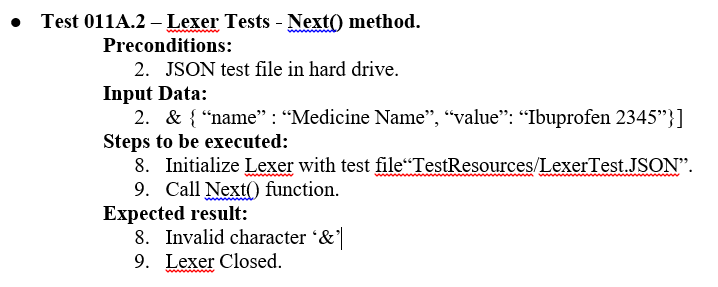 • Test 011A.2 – Lexer Tests - Next() method.
Preconditions:
2. JSON test file in hard drive.
Input Data:
2. & { “name” : “Medicine Name”, “value”: “Ibuprofen 2345”}]
Steps to be executed:
8. Initialize Lexer with test file“TestResources/LexerTest.JSON”.
9. Call Next() function.
Expected result:
8. Invalid character ‘&’
9. Lexer Closed.